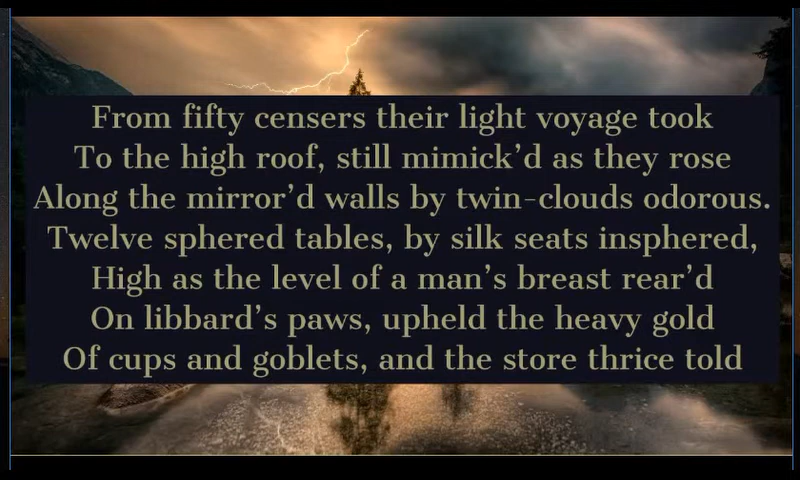 From fifty censers their light voyage took
To the high roof, still mimick’d as they rose
Along the mirror’d walls by twin-clouds odorous.
Twelve sphered tables, by silk seats insphered,
High as the level of a man’s breast rear’d
On libbard’s paws, upheld the heavy gold
Of cups and goblets, and the store thrice told